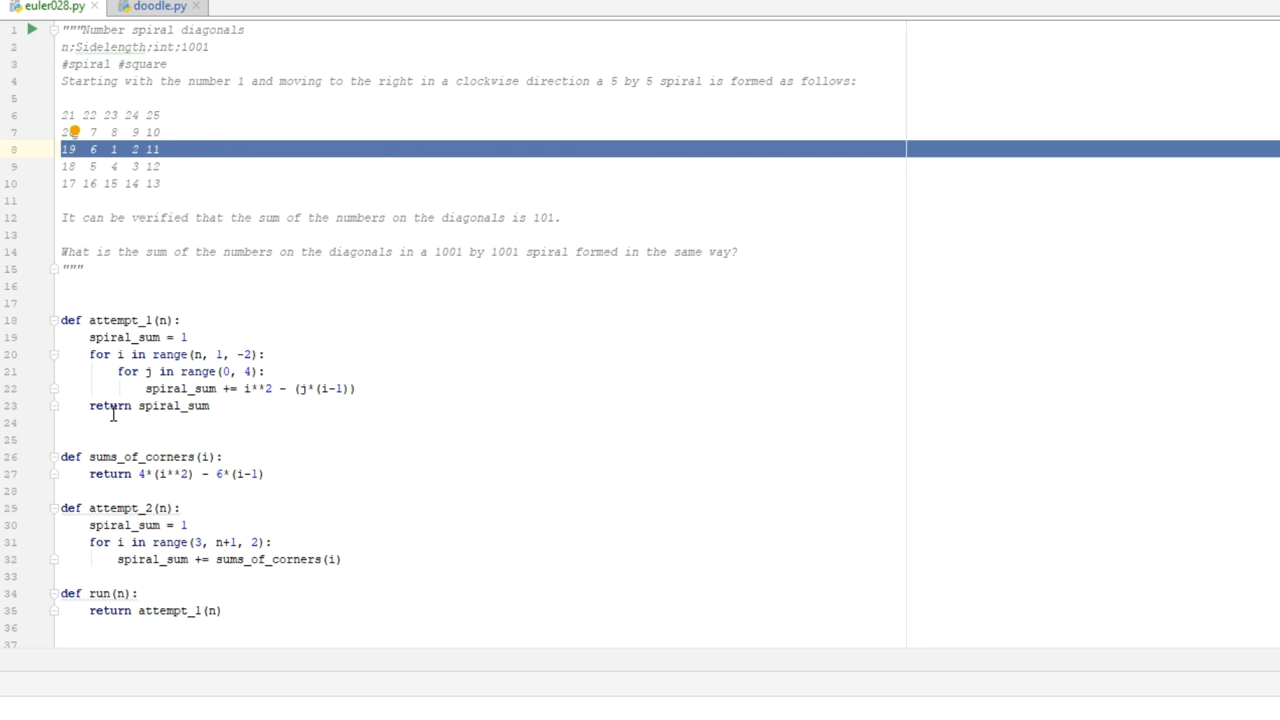 euler028.py doodle.py
1 """Number spiral diagonals
2 n;Sidelength;int;1001
3 #spiral #square
4 Starting with the number 1 and moving to the right in a clockwise direction a 5 by 5 spiral is formed as follows:
5
6 21 22 23 24 25
7 2 7 8 9 10
8 19 6 1 2 11
9 18 5 4 3 12
10 17 16 15 14 13
11
12 It can be verified that the sum of the numbers on the diagonals is 101.
13
14 What is the sum of the numbers on the diagonals in a 1001 by 1001 spiral formed in the same way?
15 """
16
17
18 def attempt_1(n):
19 spiral_sum = 1
20 for i in range(n, 1, -2):
21 for j in range(0, 4):
22 spiral_sum += i**2 - (j*(i-1))
23 return spiral_sum
24
25
26 def sums_of_corners(i):
27 return 4*(i**2) - 6*(i-1)
28
29 def attempt_2(n):
30 spiral_sum = 1
31 for i in range(3, n+1, 2):
32 spiral_sum += sums_of_corners(i)
33
34 def run(n):
35 return attempt_1(n)
36
37